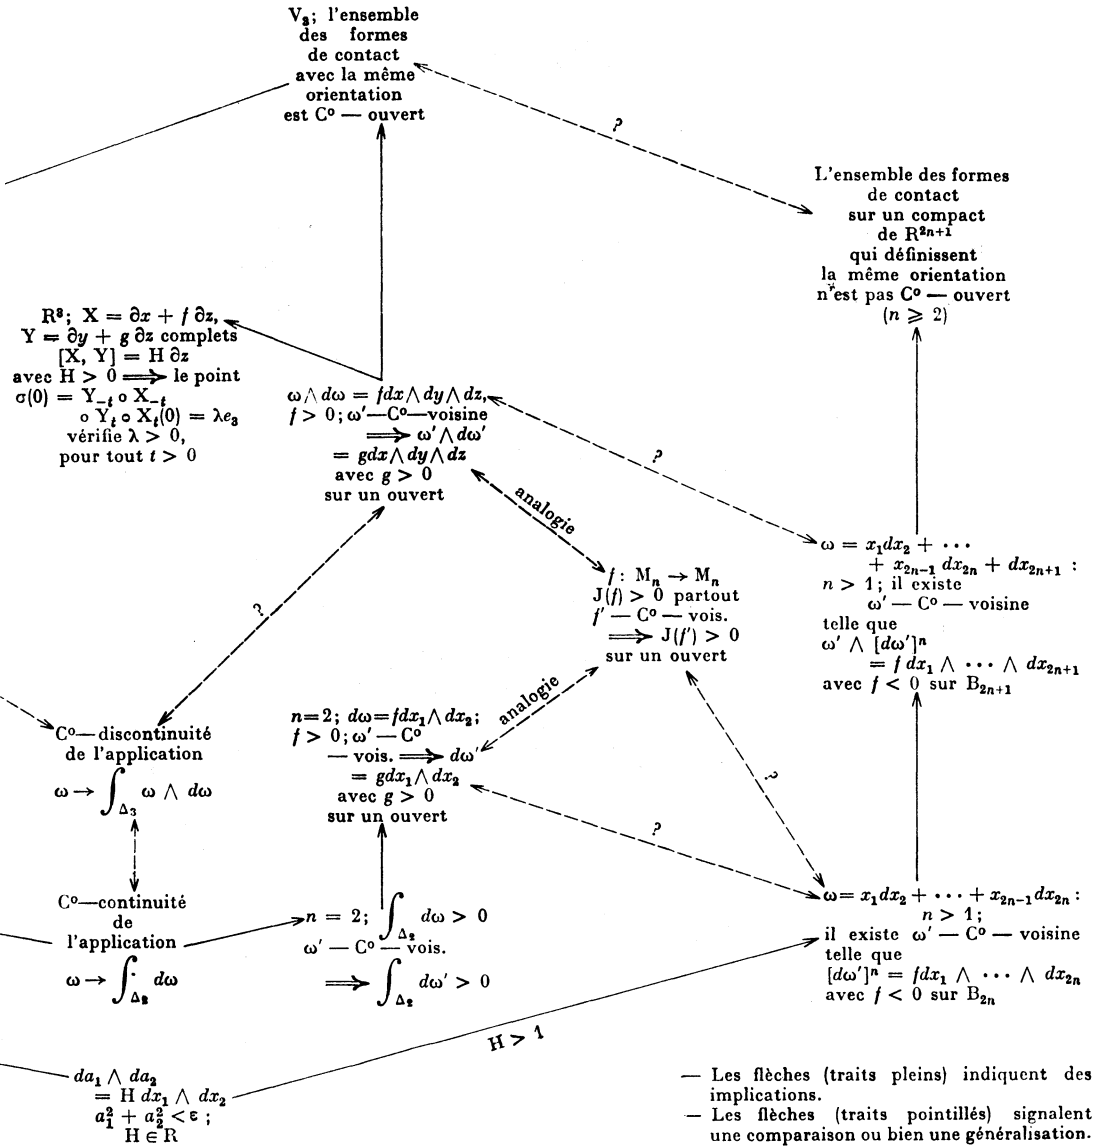 V₃; l'ensemble
des formes
de contact
avec la même
orientation
est C⁰ — ouvert
?
L'ensemble des formes
de contact
sur un compact
de R²ⁿ⁺¹
qui définissent
la même orientation
n'est pas C⁰ — ouvert
(n ⩾ 2)
R³; X = ∂x + f ∂z,
Y = ∂y + g ∂z complets
[X, Y] = H ∂z
avec H > 0 ⟹ le point
σ(0) = Y₋ₜ o X₋ₜ
o Yₜ o Xₜ(0) = λe₃
vérifie λ > 0,
pour tout t > 0
ω∧dω = fdx∧dy∧dz,
f > 0; ω'—C⁰—voisine
⟹ ω'∧dω'
= gdx∧dy∧dz
avec g > 0
sur un ouvert
?
analogie
ω = x₁dx₂ + ···
+ x₂ₙ₋₁ dx₂ₙ + dx₂ₙ₊₁ :
n > 1; il existe
ω' — C⁰ — voisine
telle que
ω' ∧ [dω']ⁿ
= f dx₁ ∧ ··· ∧ dx₂ₙ₊₁
avec f < 0 sur B₂ₙ₊₁
f : Mₙ → Mₙ
J(f) > 0 partout
f' — C⁰ — vois.
⟹ J(f') > 0
sur un ouvert
?
analogie
C⁰—discontinuité
de l'application
ω → ∫_Δ₃ ω ∧ dω
n=2; dω=fdx₁∧dx₂;
f > 0; ω' — C⁰
— vois. ⟹ dω'
= gdx₁∧dx₂
avec g > 0
sur un ouvert
?
?
C⁰—continuité
de
l'application
ω → ∫_Δ₂ dω
n = 2; ∫_Δ₂ dω > 0
ω' — C⁰ — vois.
⟹ ∫_Δ₂ dω' > 0
ω = x₁dx₂ + ··· + x₂ₙ₋₁dx₂ₙ :
n > 1;
il existe ω' — C⁰ — voisine
telle que
[dω']ⁿ = fdx₁ ∧ ··· ∧ dx₂ₙ
avec f < 0 sur B₂ₙ
H > 1
da₁ ∧ da₂
= H dx₁ ∧ dx₂
a₁² + a₂² < ε ;
H ∈ R
— Les flèches (traits pleins) indiquent des
implications.
— Les flèches (traits pointillés) signalent
une comparaison ou bien une généralisation.